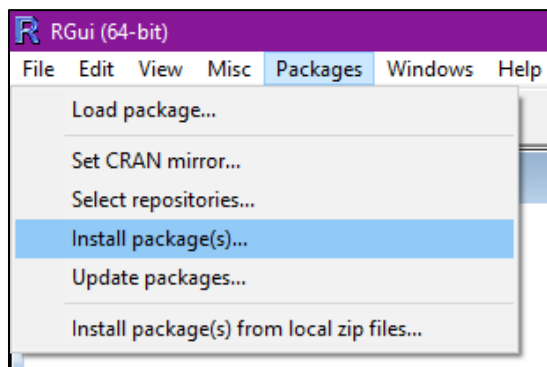 R RGui (64-bit)
File Edit View Misc Packages Windows Help
Load package...
Set CRAN mirror...
Select repositories...
Install package(s)...
Update packages...
Install package(s) from local zip files...